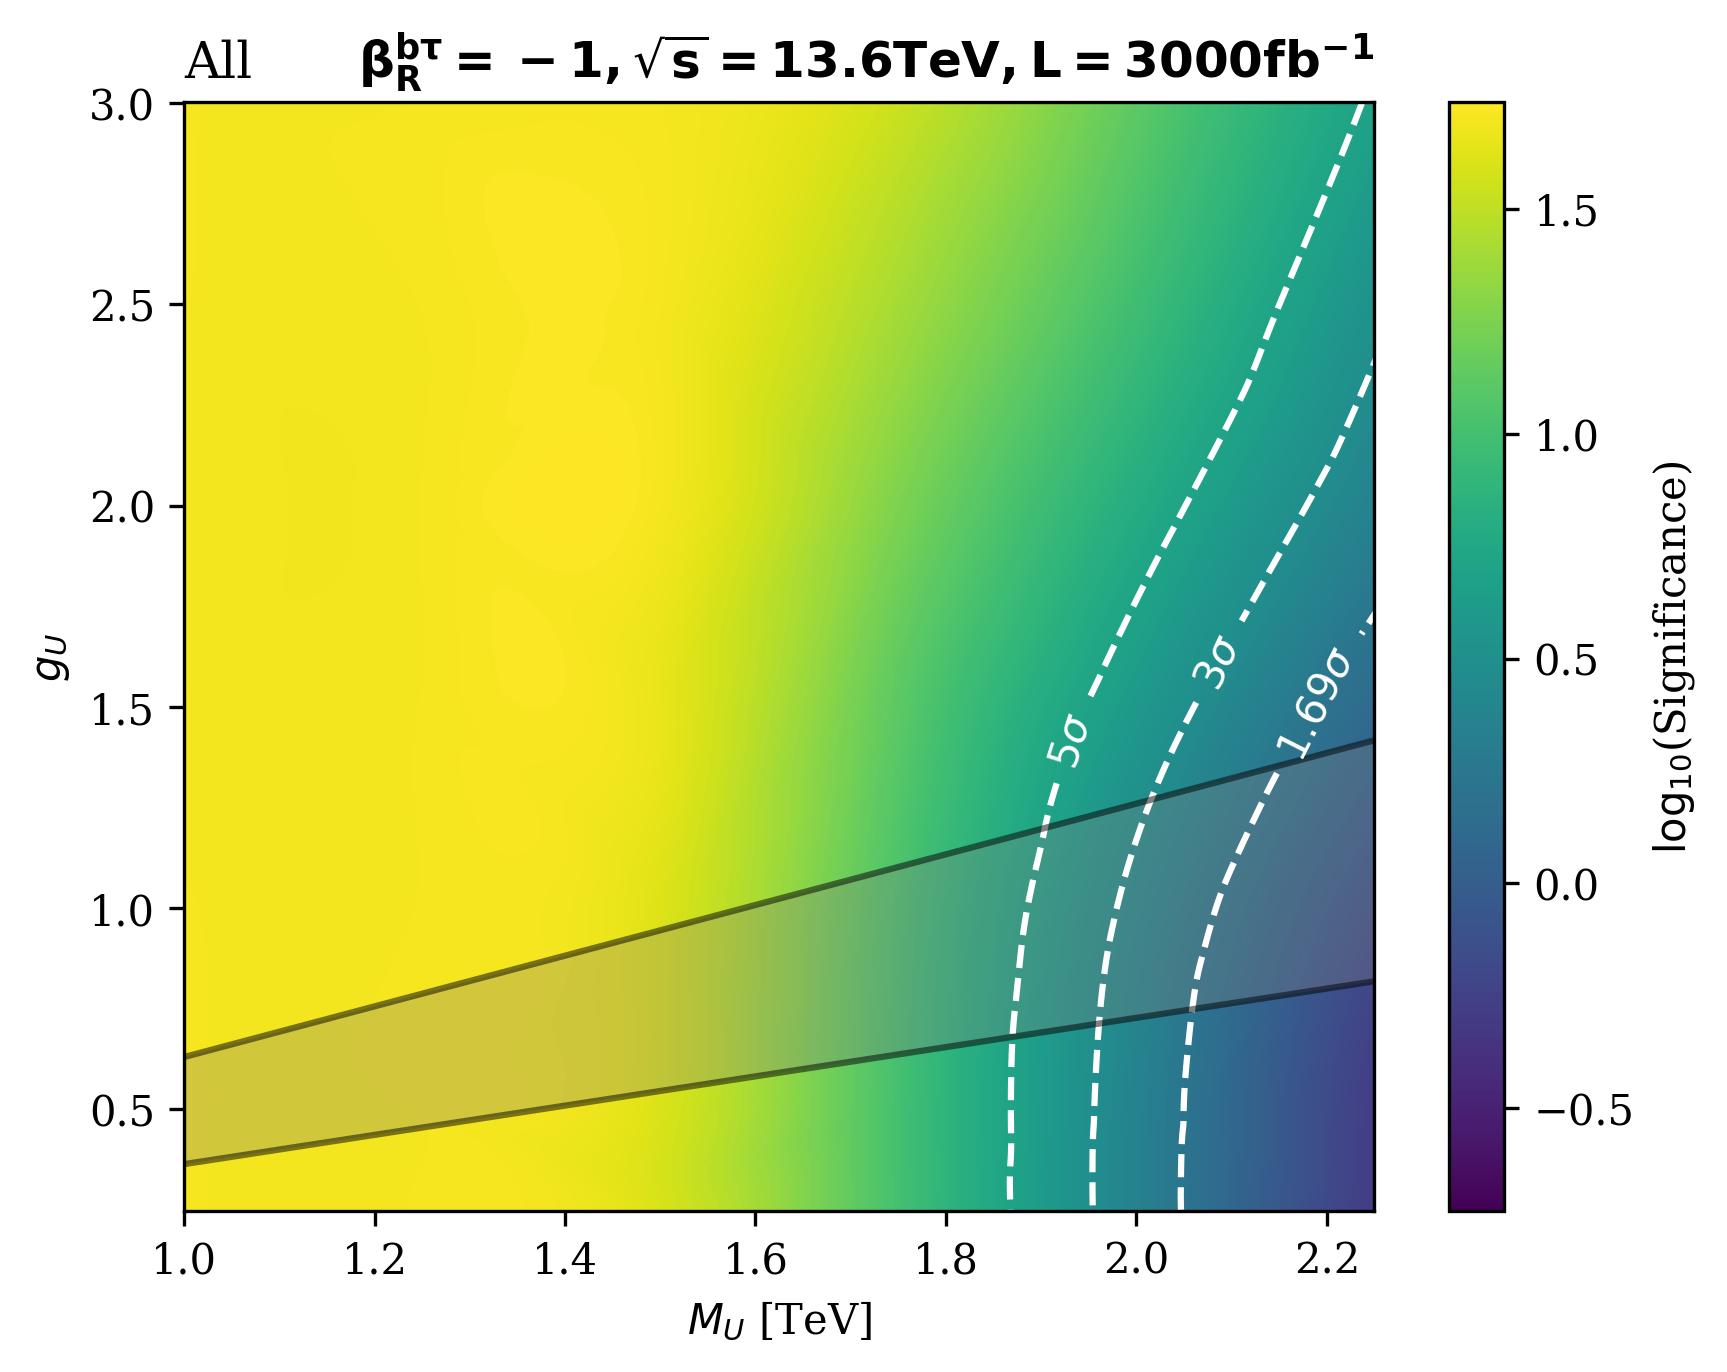 All
β_R^{bτ} = −1, √s = 13.6TeV, L = 3000fb⁻¹
3.0
2.5
2.0
1.5
1.0
0.5
g_U
5σ
3σ
1.69σ
1.0 1.2 1.4 1.6 1.8 2.0 2.2
M_U [TeV]
1.5
1.0
0.5
0.0
−0.5
log₁₀(Significance)